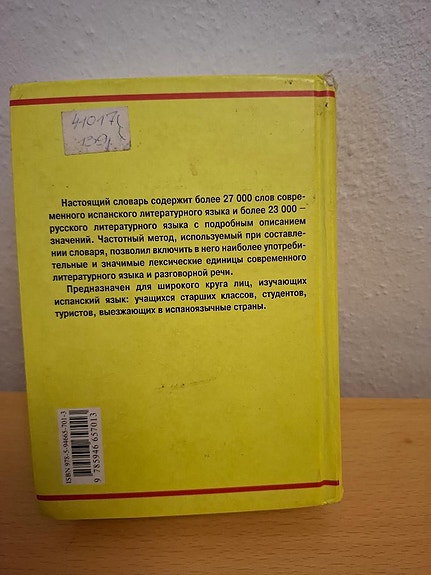 41017
139
Настоящий словарь содержит более 27 000 слов совре-
менного испанского литературного языка и более 23 000 –
русского литературного языка с подробным описанием
значений. Частотный метод, используемый при составле-
нии словаря, позволил включить в него наиболее употреби-
тельные и значимые лексические единицы современного
литературного языка и разговорной речи.
Предназначен для широкого круга лиц, изучающих
испанский язык: учащихся старших классов, студентов,
туристов, выезжающих в испаноязычные страны.
ISBN 978-5-94665-701-3
9 785946 657013